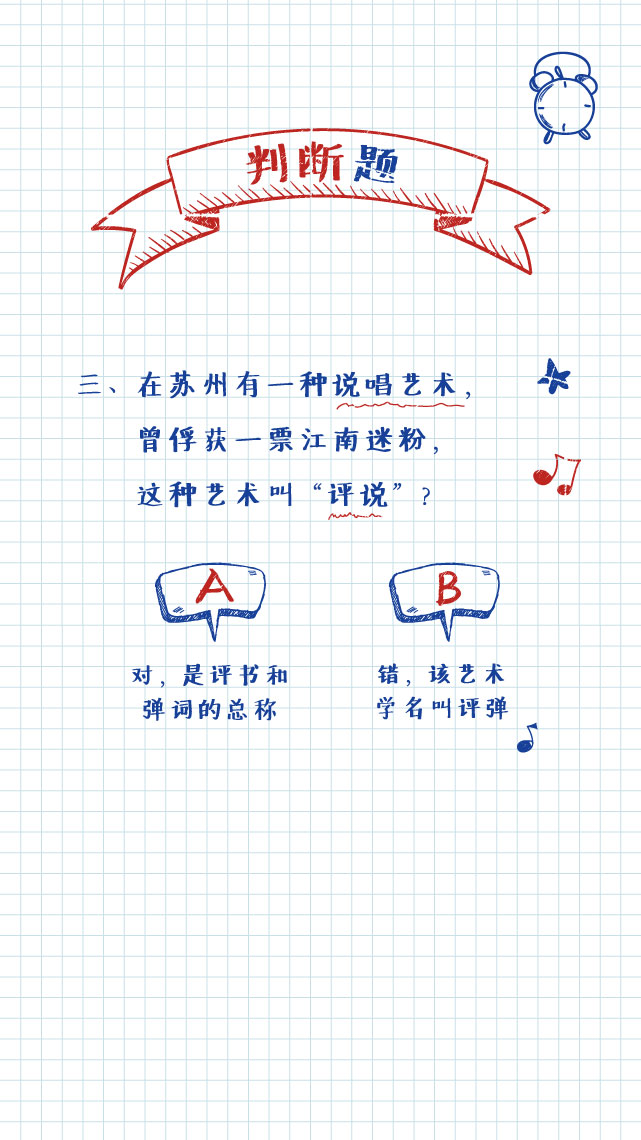 判断题
三、在苏州有一种说唱艺术,
曾俘获一票江南迷粉,
这种艺术叫“评说”?
A
B
对, 是评书和
弹词的总称
错, 该艺术
学名叫评弹